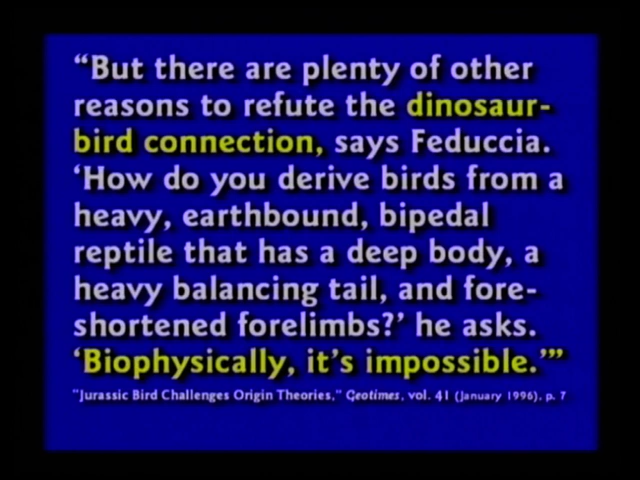 “But there are plenty of other
reasons to refute the dinosaur-
bird connection, says Feduccia.
‘How do you derive birds from a
heavy, earthbound, bipedal
reptile that has a deep body, a
heavy balancing tail, and fore-
shortened forelimbs?’ he asks.
‘Biophysically, it’s impossible.’”
"Jurassic Bird Challenges Origin Theories," Geotimes, vol. 41 (January 1996), p. 7